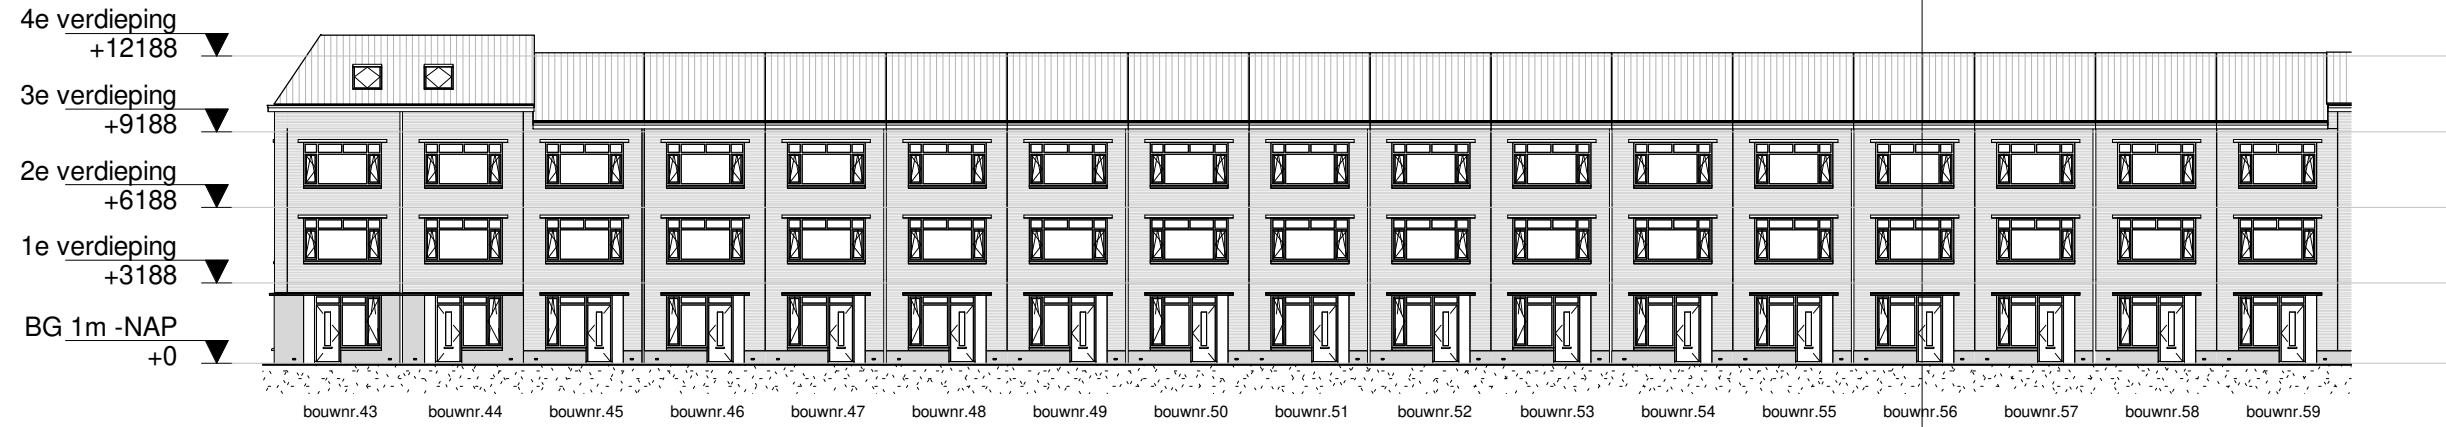 4e verdieping
+12188
3e verdieping
+9188
2e verdieping
+6188
1e verdieping
+3188
BG 1m -NAP
+0
bouwnr.43 bouwnr.44 bouwnr.45 bouwnr.46 bouwnr.47 bouwnr.48 bouwnr.49 bouwnr.50 bouwnr.51 bouwnr.52 bouwnr.53 bouwnr.54 bouwnr.55 bouwnr.56 bouwnr.57 bouwnr.58 bouwnr.59